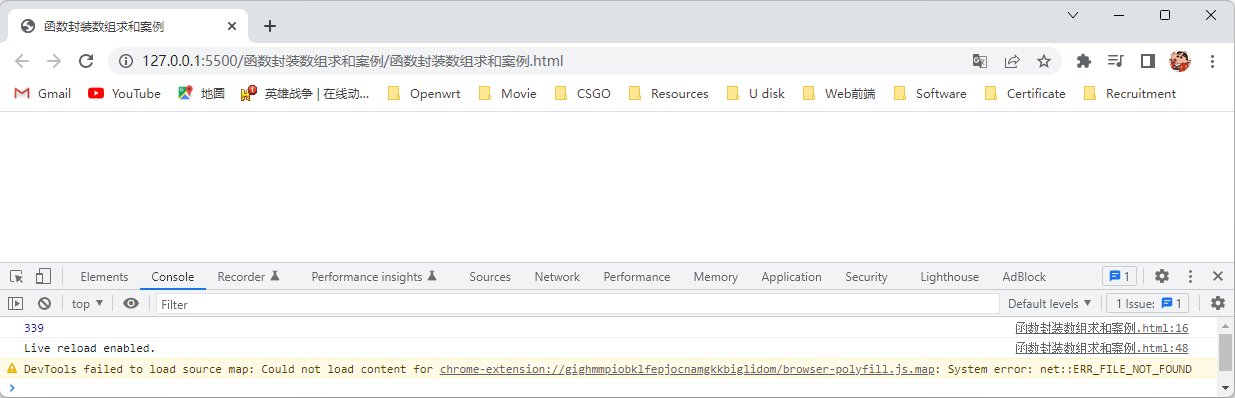 函数封装数组求和案例
127.0.0.1:5500/函数封装数组求和案例/函数封装数组求和案例.html
Gmail YouTube 地图 英雄战争 | 在线动... Openwrt Movie CSGO Resources U disk Web前端 Software Certificate Recruitment
Elements Console Recorder Performance insights Sources Network Performance Memory Application Security Lighthouse AdBlock 1
top Filter Default levels 1 Issue: 1
339 函数封装数组求和案例.html:16
Live reload enabled. 函数封装数组求和案例.html:48
DevTools failed to load source map: Could not load content for chrome-extension://gighmmpiobklfepjocnamgkkbiglidom/browser-polyfill.js.map: System error: net::ERR_FILE_NOT_FOUND